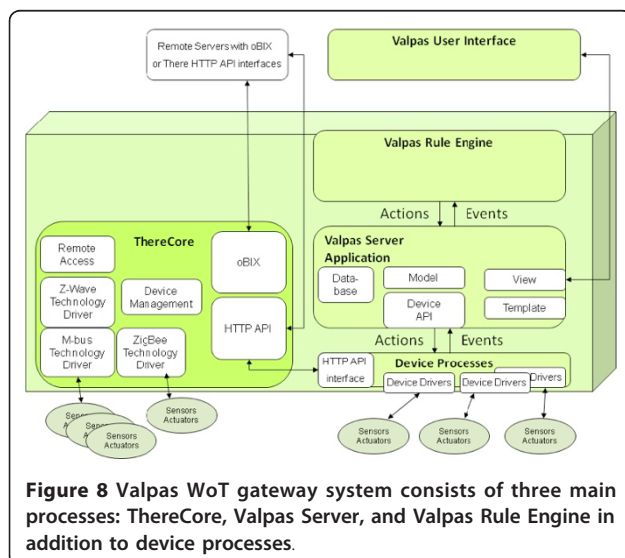 Remote Servers with oBIX
or There HTTP API interfaces
Valpas User Interface
Valpas Rule Engine
Actions
Events
ThereCore
Remote
Access
oBIX
Z-Wave
Technology
Driver
Device
Management
HTTP API
M-bus
Technology
Driver
ZigBee
Technology
Driver
Valpas Server
Application
Data-
base
Model
View
Device
API
Template
Actions
Events
Device Processes
HTTP API
interface
Device Drivers
Device Drivers
Drivers
Sensors
Actuators
Sensors
Actuators
Sensors
Actuators
Sensors
Actuators
Sensors
Actuators
Sensors
Actuators
Figure 8 Valpas WoT gateway system consists of three main
processes: ThereCore, Valpas Server, and Valpas Rule Engine in
addition to device processes.